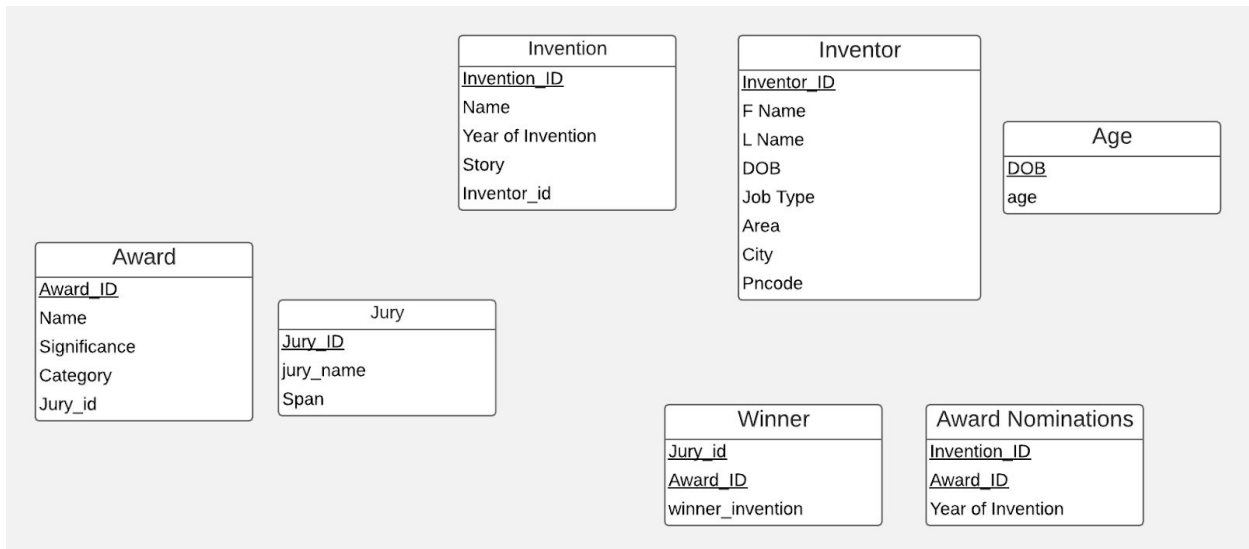 Invention
Invention_ID
Name
Year of Invention
Story
Inventor_id
Inventor
Inventor_ID
F Name
L Name
DOB
Job Type
Area
City
Pncode
Age
DOB
age
Award
Award_ID
Name
Significance
Category
Jury_id
Jury
Jury_ID
jury_name
Span
Winner
Jury_id
Award_ID
winner_invention
Award Nominations
Invention_ID
Award_ID
Year of Invention